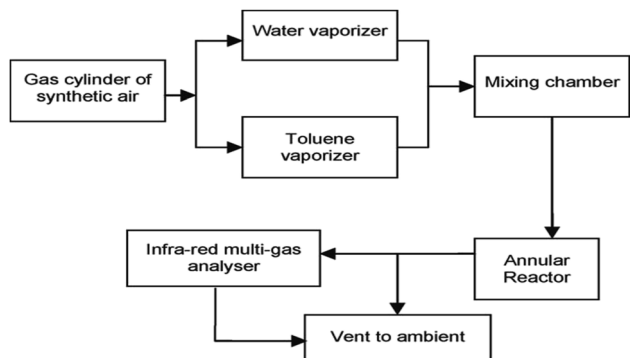 Water vaporizer
Gas cylinder of
synthetic air
Mixing chamber
Toluene
vaporizer
Infra-red multi-gas
analyser
Annular
Reactor
Vent to ambient